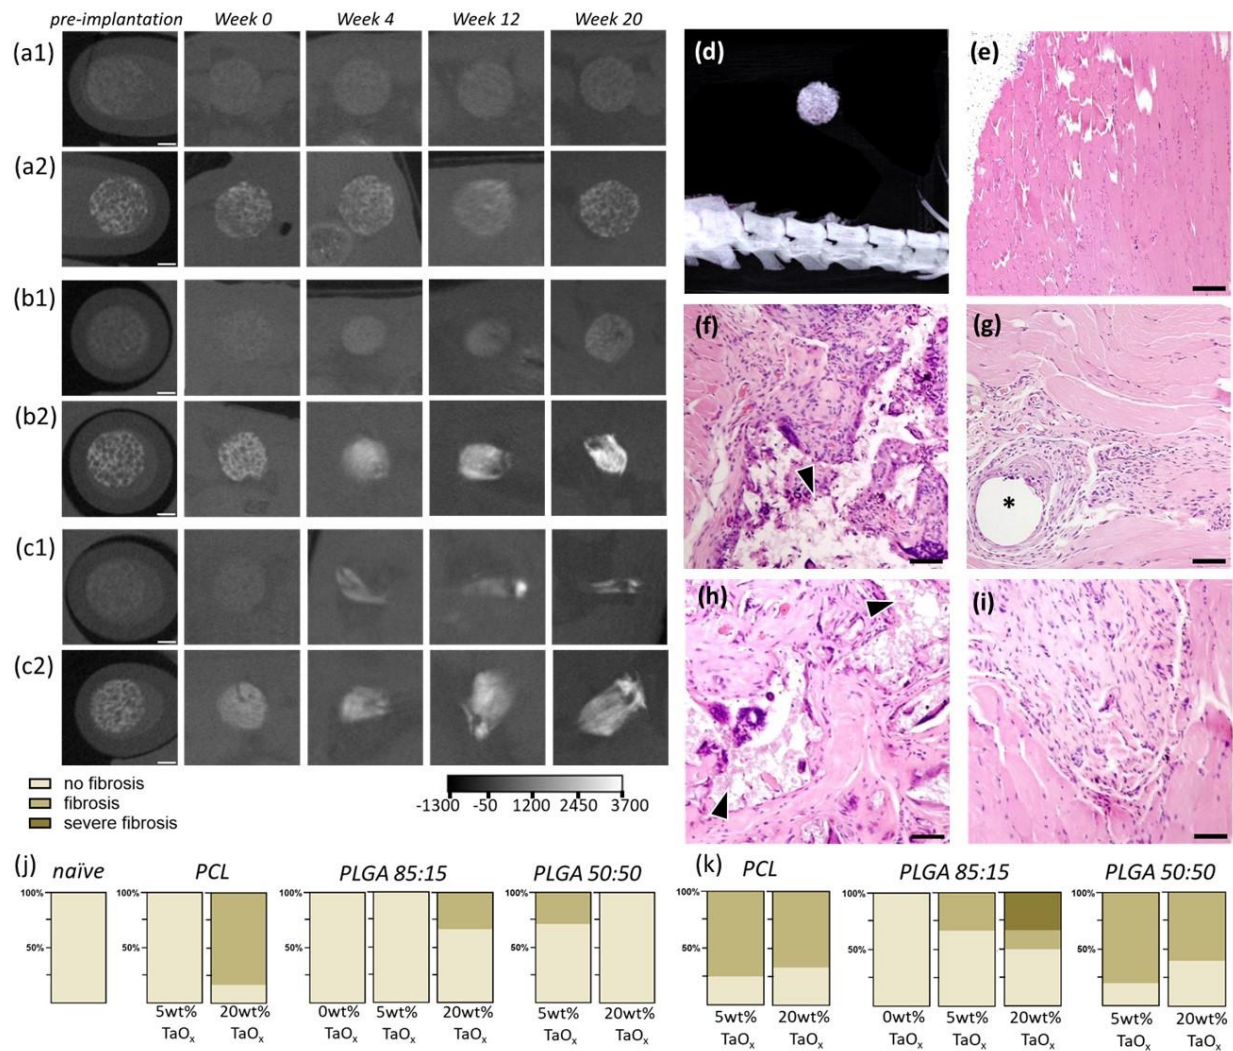 pre-implantation Week 0 Week 4 Week 12 Week 20
(a1)
(a2)
(b1)
(b2)
(c1)
(c2)
(d)
(e)
(f)
(g)
*
(h)
(i)
no fibrosis
fibrosis
severe fibrosis
-1300 -50 1200 2450 3700
(j) naïve PCL PLGA 85:15 PLGA 50:50
100% 100% 100% 100%
50% 50% 50% 50%
5wt% 20wt% 0wt% 5wt% 20wt% 5wt% 20wt%
TaOx TaOx TaOx TaOx TaOx TaOx TaOx
(k) PCL PLGA 85:15 PLGA 50:50
100% 100% 100%
50% 50% 50%
5wt% 20wt% 0wt% 5wt% 20wt% 5wt% 20wt%
TaOx TaOx TaOx TaOx TaOx TaOx TaOx